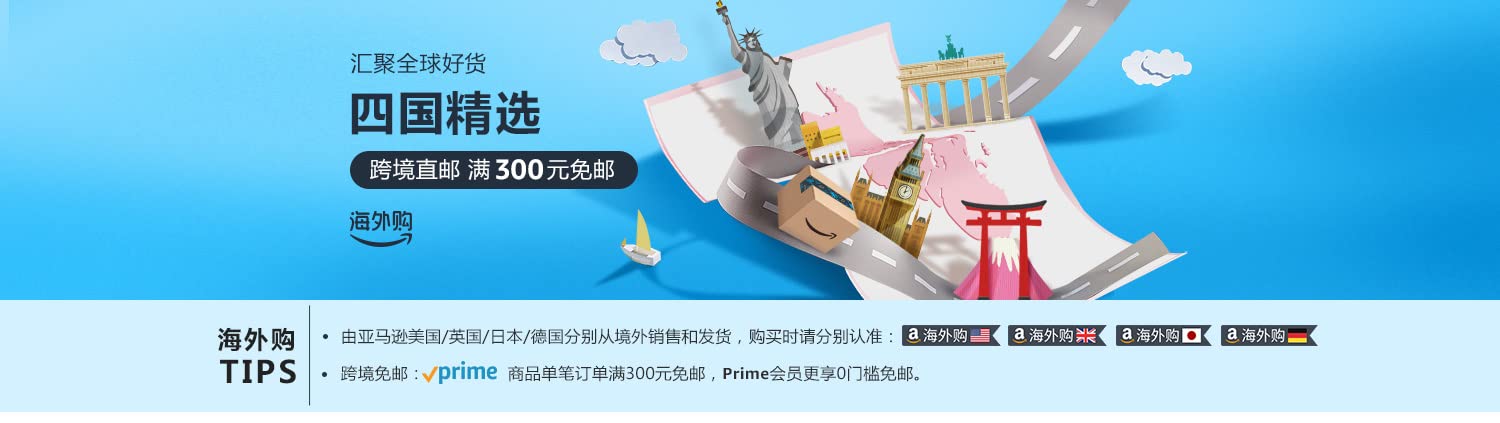 汇聚全球好货
四国精选
跨境直邮 满300元免邮
海外购
海外购
TIPS
• 由亚马逊美国/英国/日本/德国分别从境外销售和发货，购买时请分别认准： a海外购 a海外购 a海外购 a海外购
• 跨境免邮：prime 商品单笔订单满300元免邮，Prime会员更享0门槛免邮。